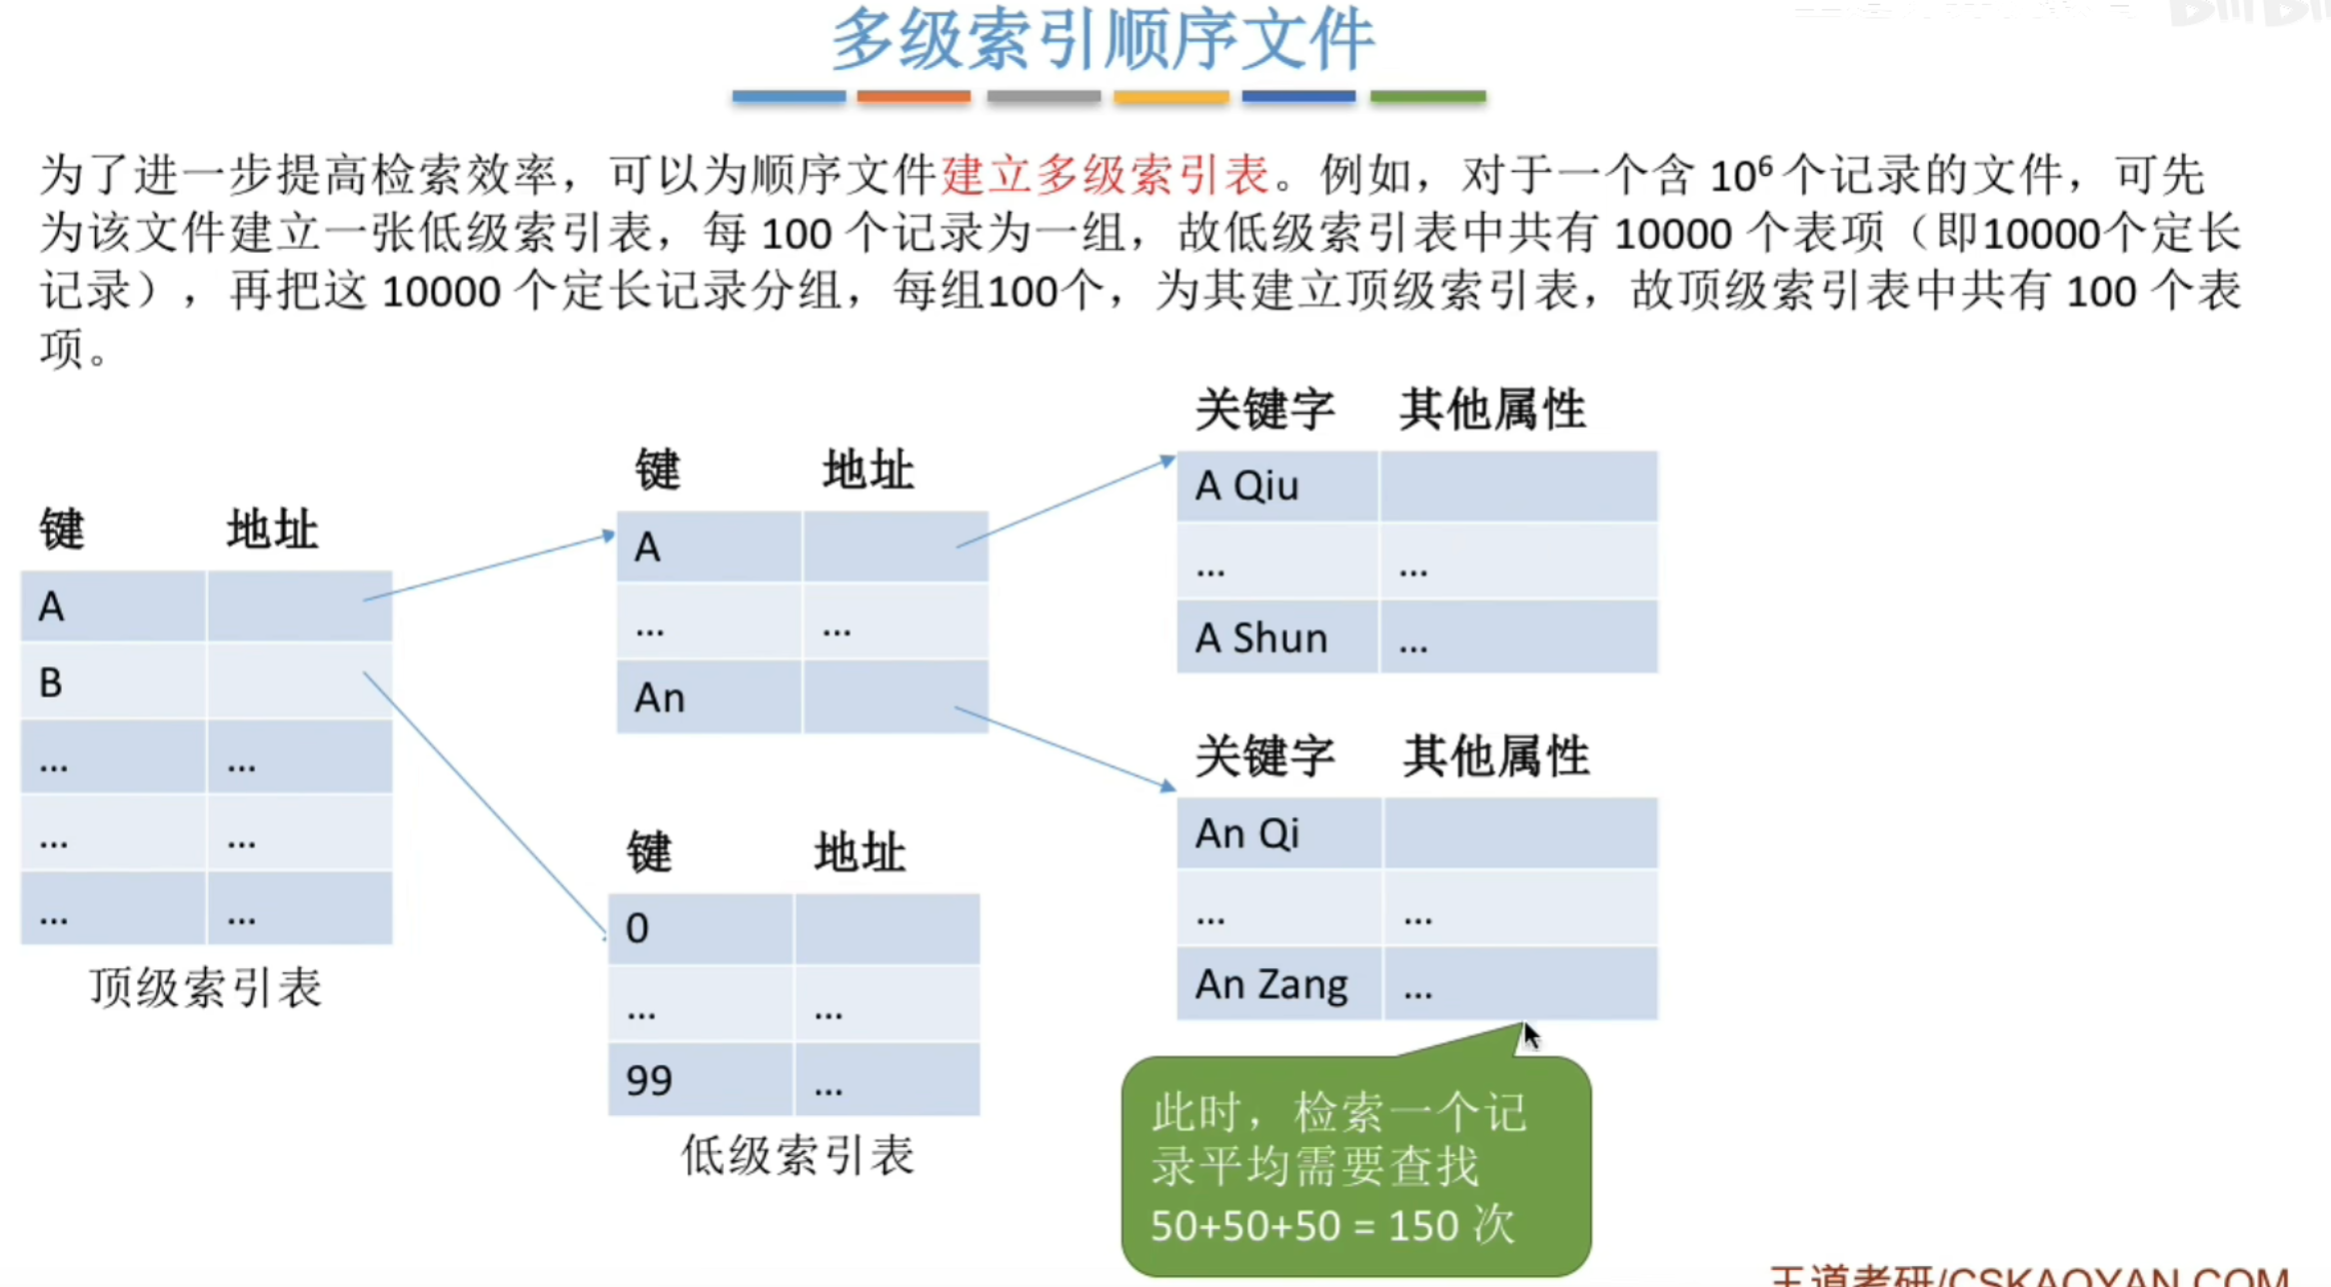 多级索引顺序文件
为了进一步提高检索效率，可以为顺序文件建立多级索引表。例如，对于一个含 10⁶ 个记录的文件，可先
为该文件建立一张低级索引表，每 100 个记录为一组，故低级索引表中共有 10000 个表项（即10000个定长
记录），再把这 10000 个定长记录分组，每组100个，为其建立顶级索引表，故顶级索引表中共有 100 个表
项。
键 地址
A
B
... ...
... ...
... ...
顶级索引表
键 地址
A
... ...
An
键 地址
0
... ...
99 ...
低级索引表
关键字 其他属性
A Qiu
... ...
A Shun ...
关键字 其他属性
An Qi
... ...
An Zang ...
此时，检索一个记
录平均需要查找
50+50+50 = 150 次
王道考研/CSKAOYAN.COM